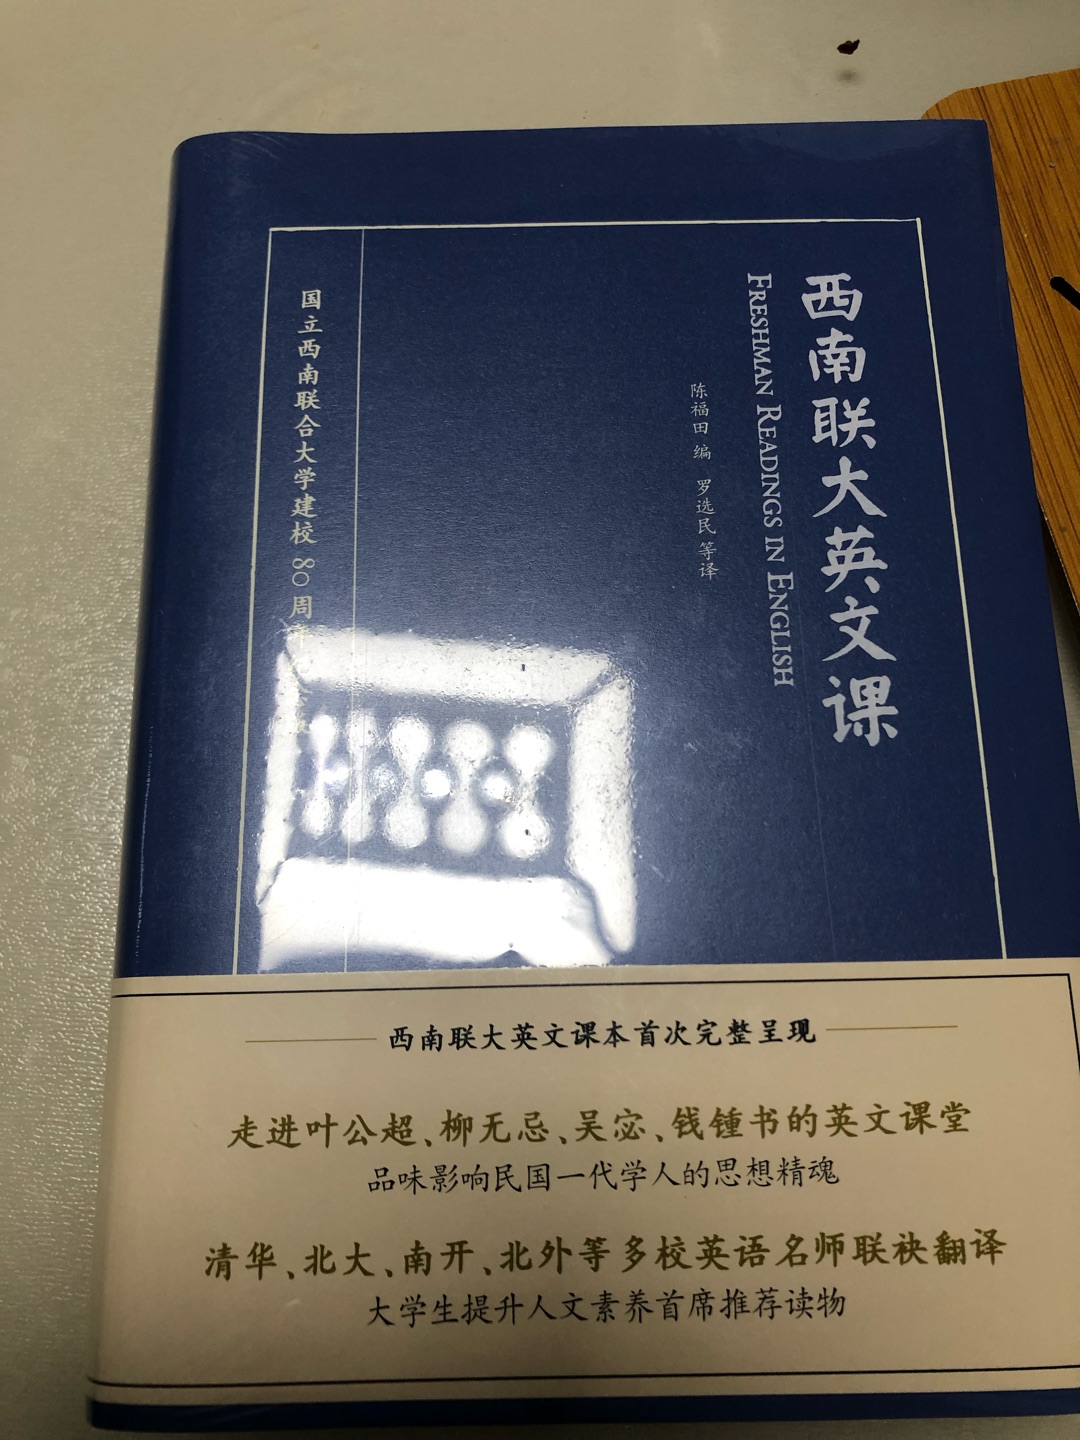 西南联大英文课
FRESHMAN READINGS IN ENGLISH
陈福田 编 罗选民 等译
国立西南联合大学建校80周年
西南联大英文课本首次完整呈现
走进叶公超、柳无忌、吴宓、钱锺书的英文课堂
品味影响民国一代学人的思想精魂
清华、北大、南开、北外等多校英语名师联袂翻译
大学生提升人文素养首席推荐读物